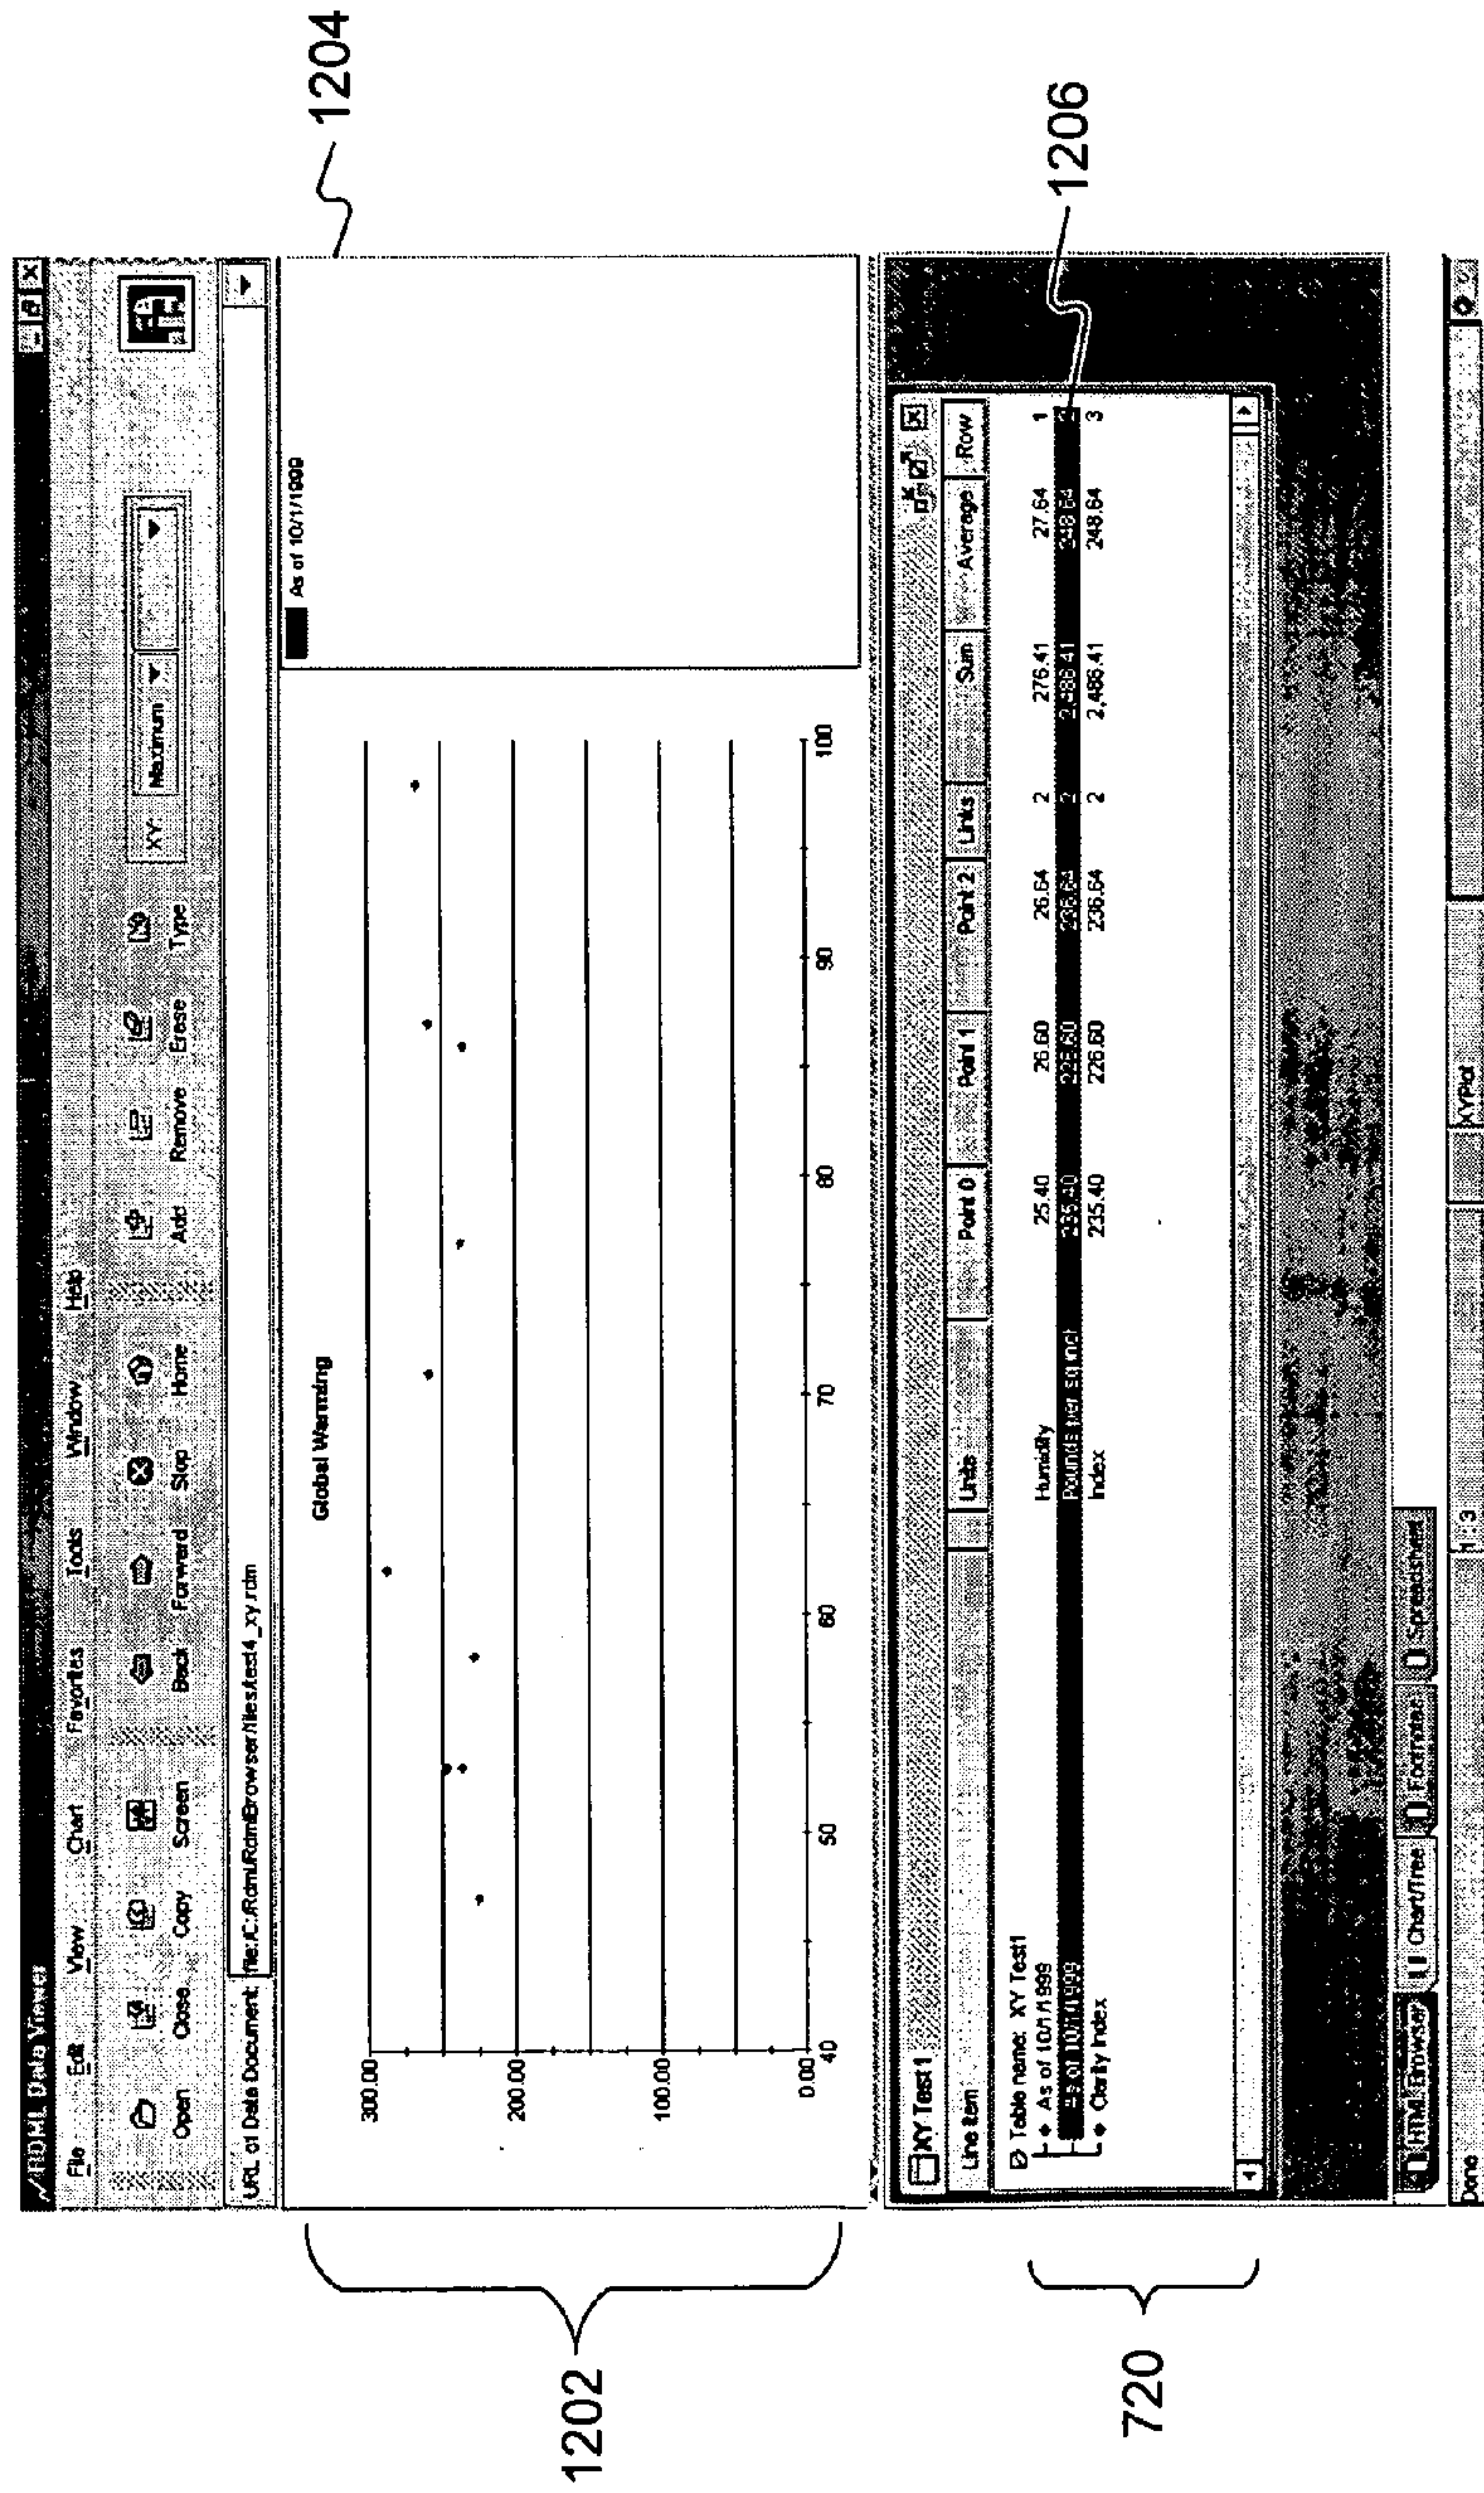 RDML Data Viewer
File Edit View Chart Favorites Tools Window Help
Open Close Copy Screen Back Forward Stop Home Add Remove Erase Type XY: Maximum
URL of Data Document: file:/C:/Rdml/RdmlBrowser/files/test4_xy.rdm
Global Warming
As of 10/1/1999
300.00
200.00
100.00
0.00
40 50 60 70 80 90 100
1202
1204
XY Test1
Line Item Units Point 0 Point 1 Point 2 Links Sum Average Row
Table name: XY Test1
As of 10/1/1999 Humidity 25.40 26.60 26.64 2 276.41 27.64 1
As of 10/1/1999 Pounds per sq inch 235.40 226.60 236.64 2 2,486.41 248.64 2
Clarity Index Index 235.40 226.60 236.64 2 2,486.41 248.64 3
720
1206
HTML Browser Chart/Tree Footnotes Spreadsheet
Done 1 : 3 XYPlot